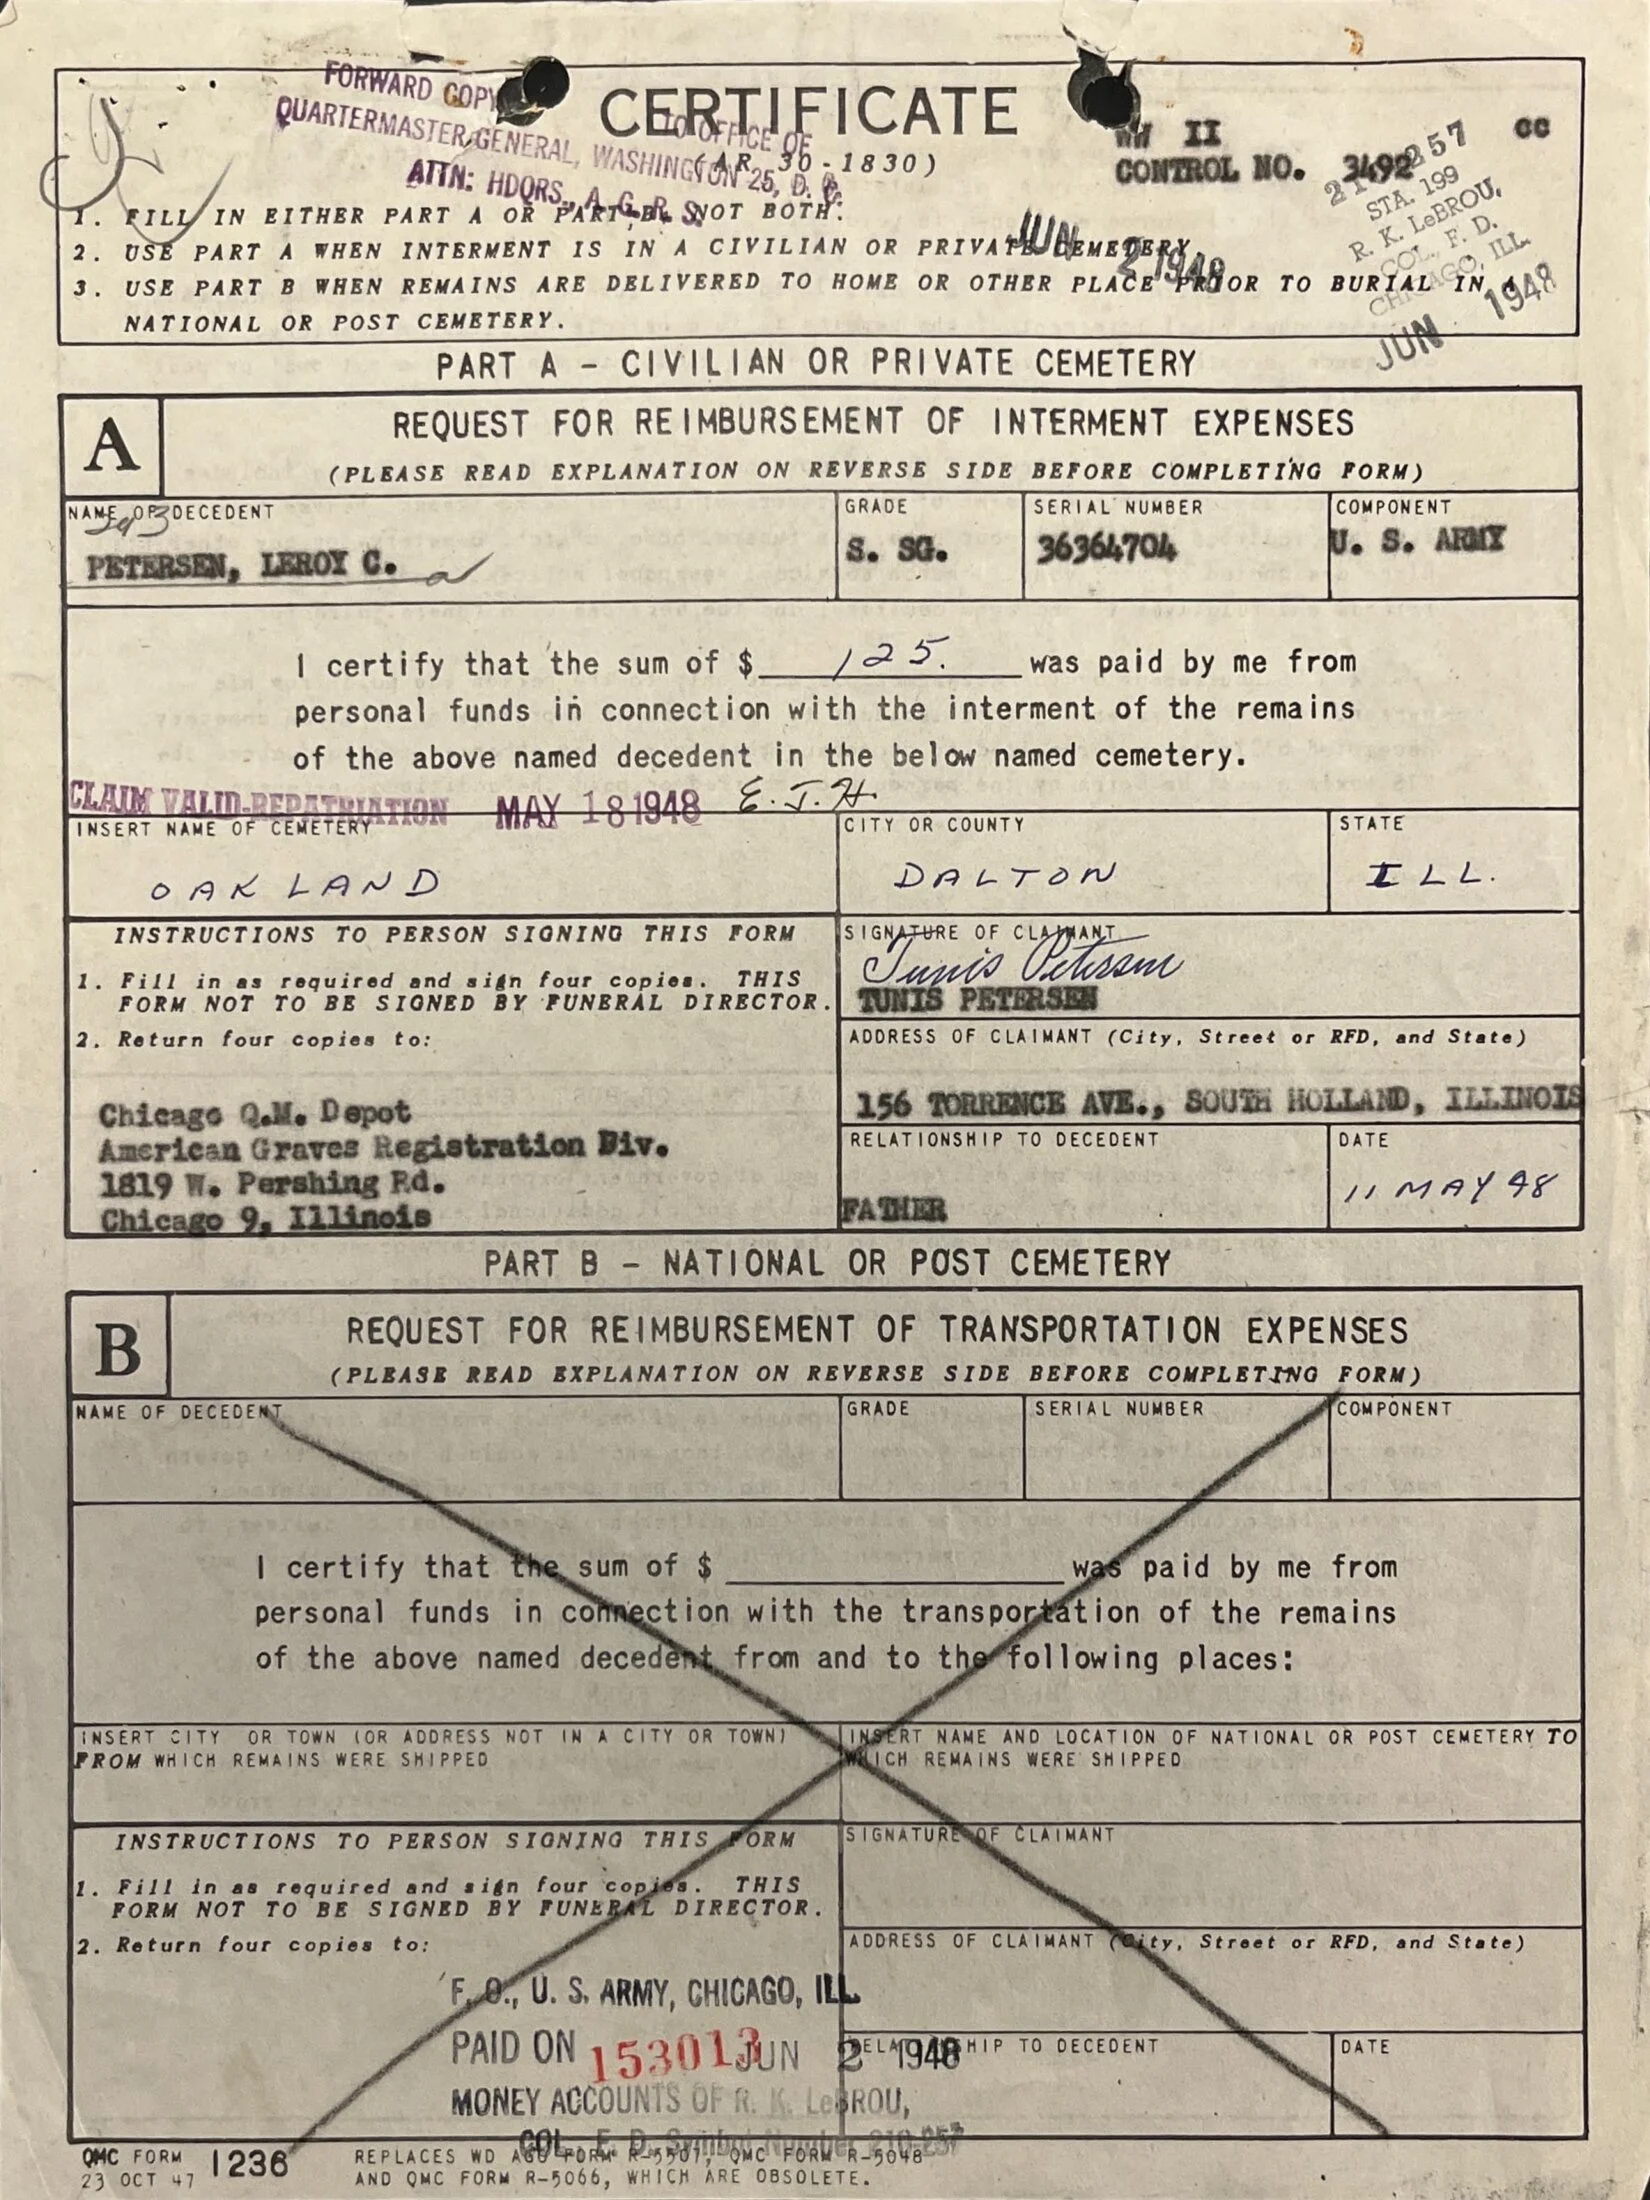 FORWARD COPY TO OFFICE OF
QUARTERMASTER GENERAL, WASHINGTON 25, D. C.
ATTN: HDQRS., A. G. R. S.
CERTIFICATE
(AR 30-1830)
WW II CC
CONTROL NO. 3492
STA. 199
R. K. LeBROU,
COL., F. D.
CHICAGO, ILL
JUN 1948
JUN 2 1948
1. FILL IN EITHER PART A OR PART B, NOT BOTH.
2. USE PART A WHEN INTERMENT IS IN A CIVILIAN OR PRIVATE CEMETERY.
3. USE PART B WHEN REMAINS ARE DELIVERED TO HOME OR OTHER PLACE PRIOR TO BURIAL IN A
NATIONAL OR POST CEMETERY.
PART A - CIVILIAN OR PRIVATE CEMETERY
A
REQUEST FOR REIMBURSEMENT OF INTERMENT EXPENSES
(PLEASE READ EXPLANATION ON REVERSE SIDE BEFORE COMPLETING FORM)
NAME OF DECEDENT
GRADE
SERIAL NUMBER
COMPONENT
PETERSEN, LEROY C.
S. SG.
36364704
U. S. ARMY
I certify that the sum of $ 125. was paid by me from
personal funds in connection with the interment of the remains
of the above named decedent in the below named cemetery.
CLAIM VALID-REPATRIATION MAY 18 1948 E. J. H.
INSERT NAME OF CEMETERY
CITY OR COUNTY
STATE
OAKLAND
DALTON
ILL.
INSTRUCTIONS TO PERSON SIGNING THIS FORM
1. Fill in as required and sign four copies. THIS
FORM NOT TO BE SIGNED BY FUNERAL DIRECTOR.
2. Return four copies to:
Chicago Q.M. Depot
American Graves Registration Div.
1819 W. Pershing Rd.
Chicago 9, Illinois
SIGNATURE OF CLAIMANT
Tunis Petersen
TUNIS PETERSEN
ADDRESS OF CLAIMANT (City, Street or RFD, and State)
156 TORRENCE AVE., SOUTH HOLLAND, ILLINOIS
RELATIONSHIP TO DECEDENT
DATE
FATHER
11 MAY 48
PART B - NATIONAL OR POST CEMETERY
B
REQUEST FOR REIMBURSEMENT OF TRANSPORTATION EXPENSES
(PLEASE READ EXPLANATION ON REVERSE SIDE BEFORE COMPLETING FORM)
NAME OF DECEDENT
GRADE
SERIAL NUMBER
COMPONENT
I certify that the sum of $ was paid by me from
personal funds in connection with the transportation of the remains
of the above named decedent from and to the following places:
INSERT CITY OR TOWN (OR ADDRESS NOT IN A CITY OR TOWN)
FROM WHICH REMAINS WERE SHIPPED
INSERT NAME AND LOCATION OF NATIONAL OR POST CEMETERY TO
WHICH REMAINS WERE SHIPPED
INSTRUCTIONS TO PERSON SIGNING THIS FORM
1. Fill in as required and sign four copies. THIS
FORM NOT TO BE SIGNED BY FUNERAL DIRECTOR.
2. Return four copies to:
SIGNATURE OF CLAIMANT
ADDRESS OF CLAIMANT (City, Street or RFD, and State)
RELATIONSHIP TO DECEDENT
DATE
F. O., U. S. ARMY, CHICAGO, ILL.
PAID ON 153013 JUN 2 1948
MONEY ACCOUNTS OF R. K. LeBROU,
COL., F. D. Symbol Number 210-257
QMC FORM 1236
23 OCT 47
REPLACES WD AGO FORM R-5507, QMC FORM R-5048
AND QMC FORM R-5066, WHICH ARE OBSOLETE.